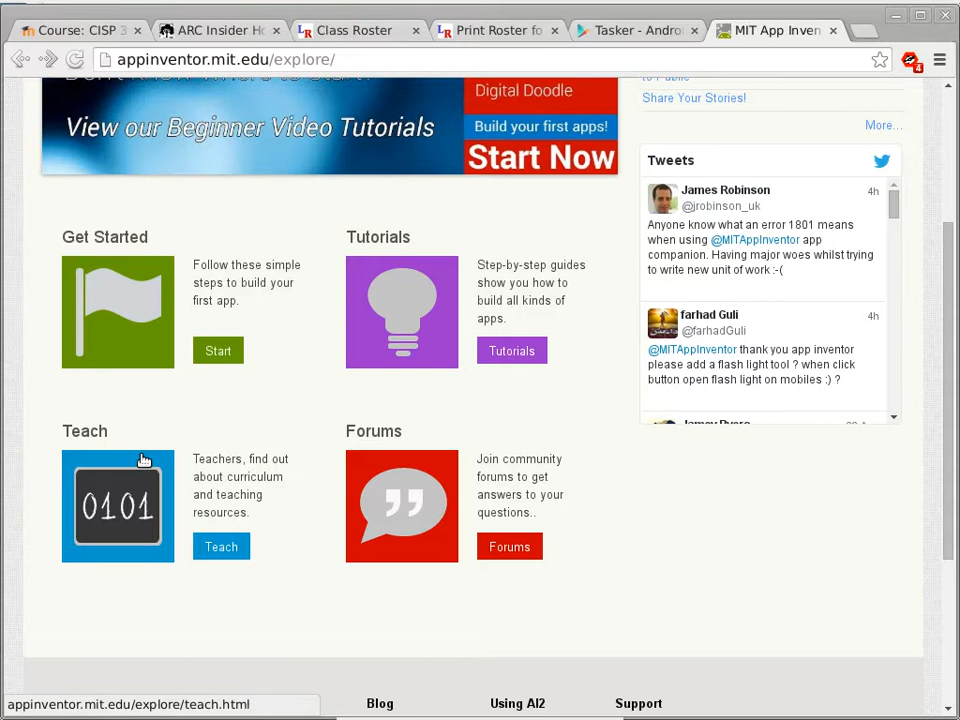 Course: CISP 3
ARC Insider Ho
Class Roster
Print Roster fo
Tasker - Andro
MIT App Inven
appinventor.mit.edu/explore/
4
View our Beginner Video Tutorials
Digital Doodle
Build your first apps!
Start Now
to Public
Share Your Stories!
More...
Tweets
James Robinson
4h
@jrobinson_uk
Anyone know what an error 1801 means
when using @MITAppInventor app
companion. Having major woes whilst trying
to write new unit of work :-(
farhad Guli
4h
@farhadGuli
@MITAppInventor thank you app inventor
please add a flash light tool ? when click
button open flash light on mobiles :) ?
Get Started
Follow these simple
steps to build your
first app.
Start
Tutorials
Step-by-step guides
show you how to
build all kinds of
apps.
Tutorials
Teach
0101
Teachers, find out
about curriculum
and teaching
resources.
Teach
Forums
Join community
forums to get
answers to your
questions..
Forums
Blog
Using AI2
Support
appinventor.mit.edu/explore/teach.html